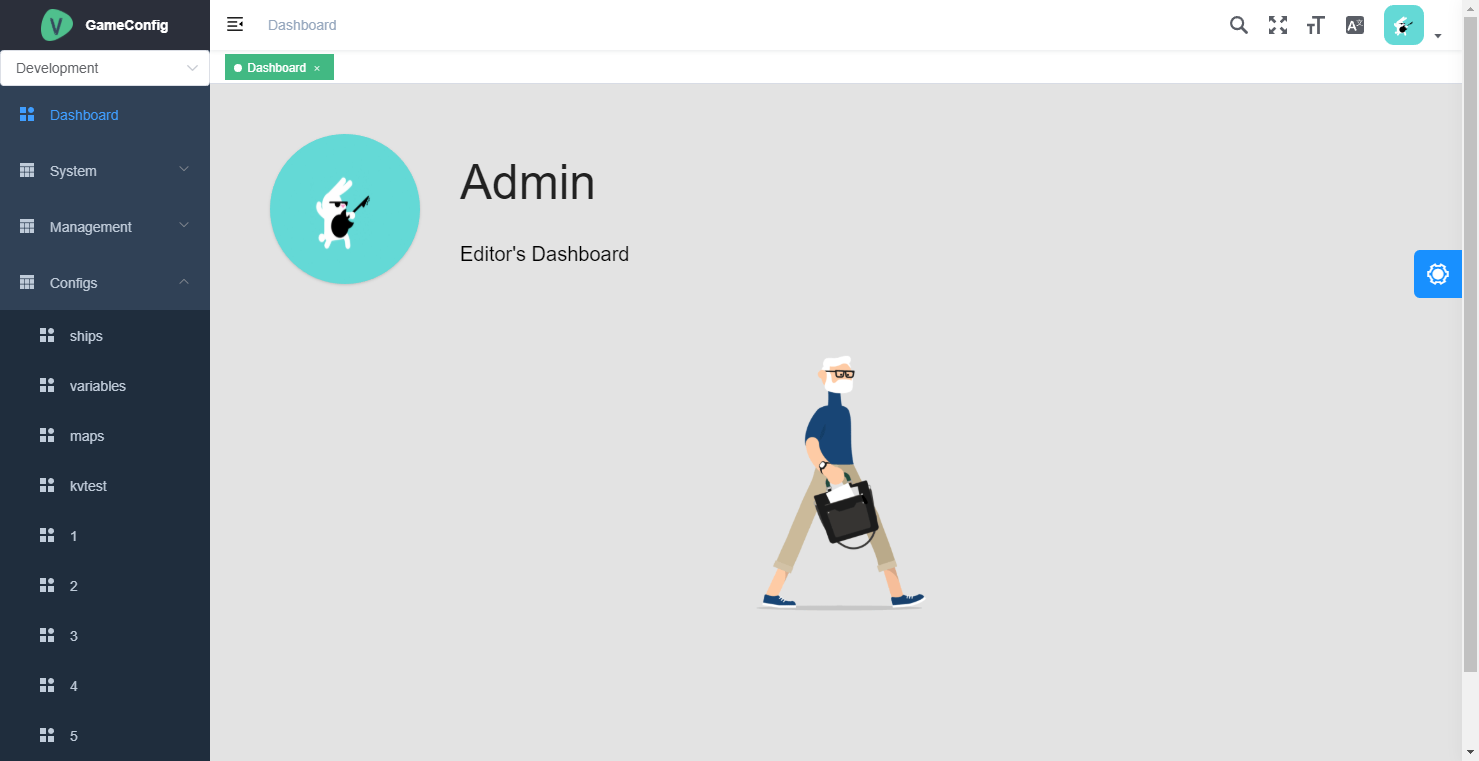 V GameConfig
Dashboard
Development
Dashboard ×
Dashboard
System
Management
Configs
ships
variables
maps
kvtest
1
2
3
4
5
Admin
Editor's Dashboard